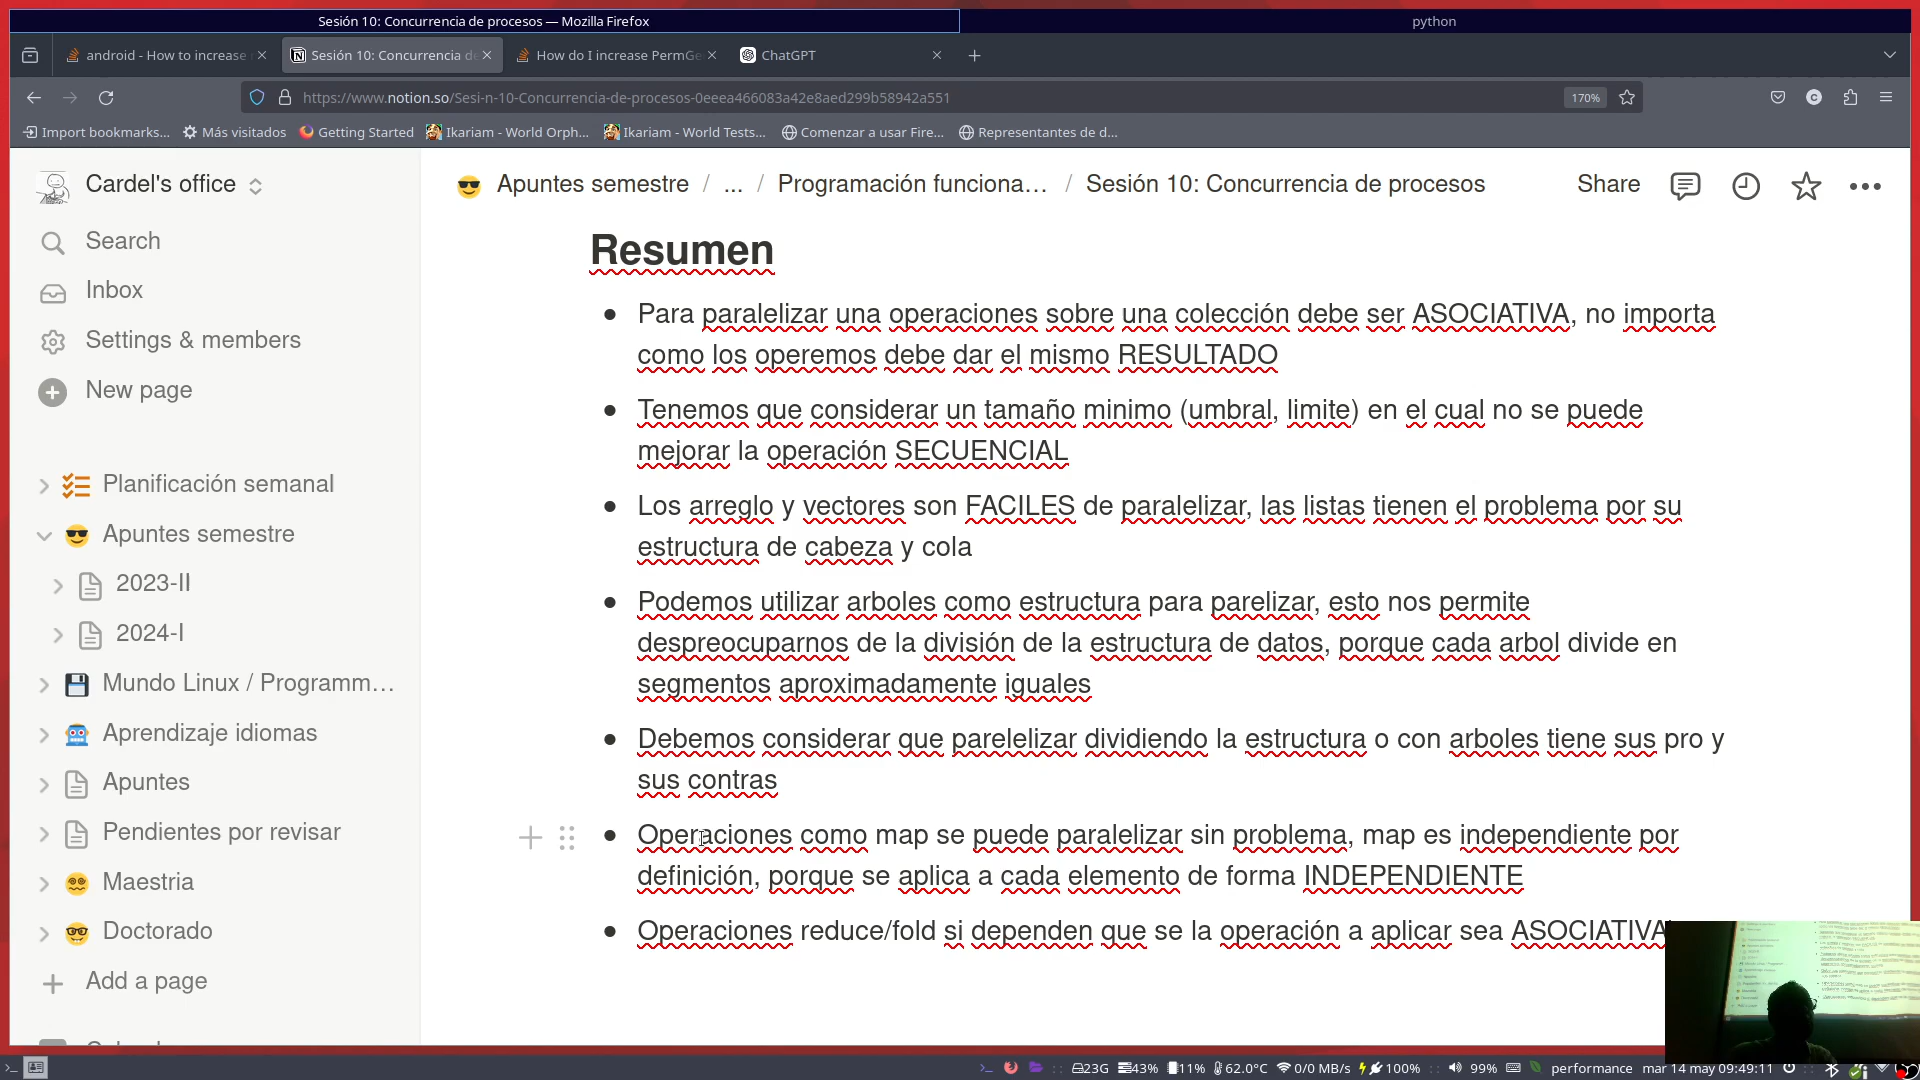 Sesión 10: Concurrencia de procesos — Mozilla Firefox
python
android - How to increase
Sesión 10: Concurrencia de
How do I increase PermGe
ChatGPT
https://www.notion.so/Sesi-n-10-Concurrencia-de-procesos-0eeea466083a42e8aed299b58942a551
170%
Import bookmarks...
Más visitados
Getting Started
Ikariam - World Orph...
Ikariam - World Tests...
Comenzar a usar Fire...
Representantes de d...
Cardel's office
Search
Inbox
Settings & members
New page
Planificación semanal
Apuntes semestre
2023-II
2024-I
Mundo Linux / Programm...
Aprendizaje idiomas
Apuntes
Pendientes por revisar
Maestria
Doctorado
Add a page
Apuntes semestre / ... / Programación funciona... / Sesión 10: Concurrencia de procesos
Share
Resumen
Para paralelizar una operaciones sobre una colección debe ser ASOCIATIVA, no importa
como los operemos debe dar el mismo RESULTADO
Tenemos que considerar un tamaño minimo (umbral, limite) en el cual no se puede
mejorar la operación SECUENCIAL
Los arreglo y vectores son FACILES de paralelizar, las listas tienen el problema por su
estructura de cabeza y cola
Podemos utilizar arboles como estructura para parelizar, esto nos permite
despreocuparnos de la división de la estructura de datos, porque cada arbol divide en
segmentos aproximadamente iguales
Debemos considerar que parelelizar dividiendo la estructura o con arboles tiene sus pro y
sus contras
Operaciones como map se puede paralelizar sin problema, map es independiente por
definición, porque se aplica a cada elemento de forma INDEPENDIENTE
Operaciones reduce/fold si dependen que se la operación a aplicar sea ASOCIATIVA
23G
43%
11%
62.0°C
0/0 MB/s
100%
99%
performance
mar 14 may 09:49:11